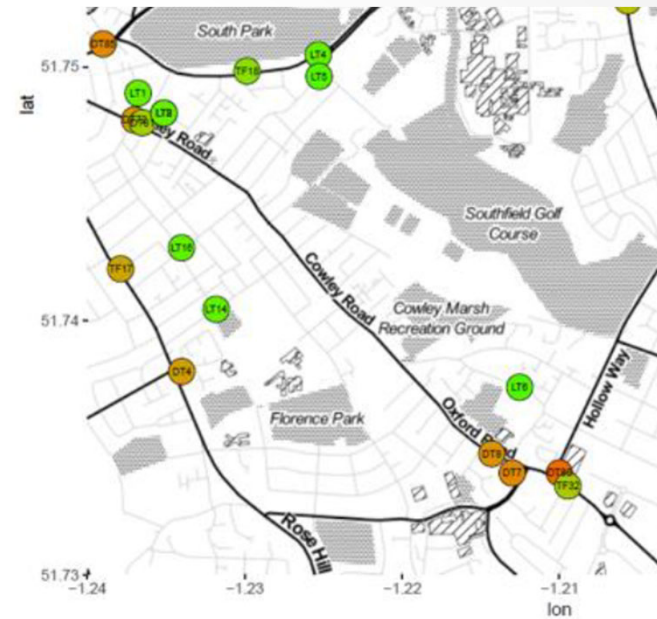 South Park
DT85
LT4
TF18
LT5
51.75
lat
LT1
ley Road
LT16
Southfield Golf
Course
TF17
Cowley Road
LT14
Cowley Marsh
Recreation Ground
51.74
DT4
LT6
Hollow Way
Florence Park
Oxford Road
DT8
DT7
TF32
Rose Hill
51.73
−1.24
−1.23
−1.22
−1.21
lon